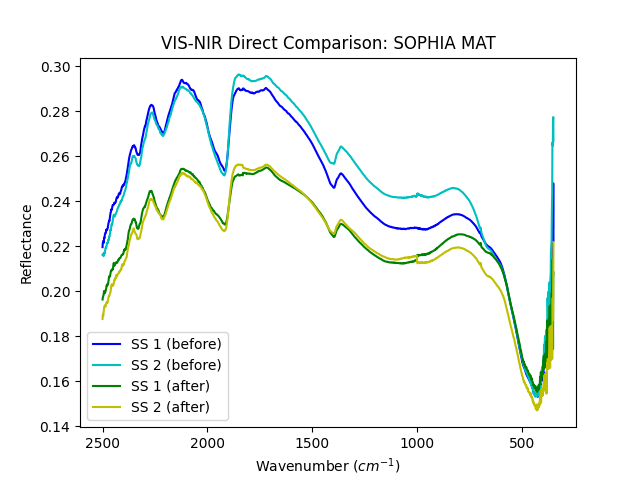 VIS-NIR Direct Comparison: SOPHIA MAT
0.30
0.28
0.26
0.24
0.22
0.20
0.18
0.16
0.14
Reflectance
SS 1 (before)
SS 2 (before)
SS 1 (after)
SS 2 (after)
2500 2000 1500 1000 500
Wavenumber (cm⁻¹)